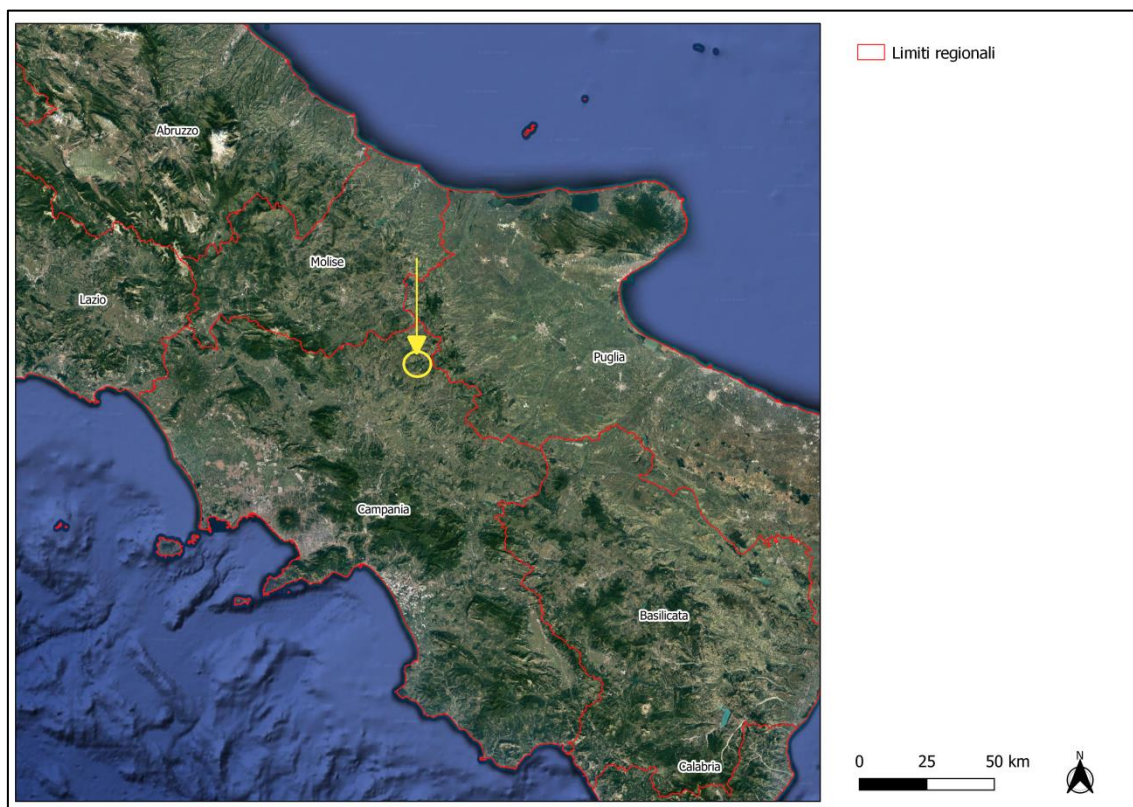 Limiti regionali
Abruzzo
Molise
Lazio
Puglia
Campania
Basilicata
Calabria
0 25 50 km
N